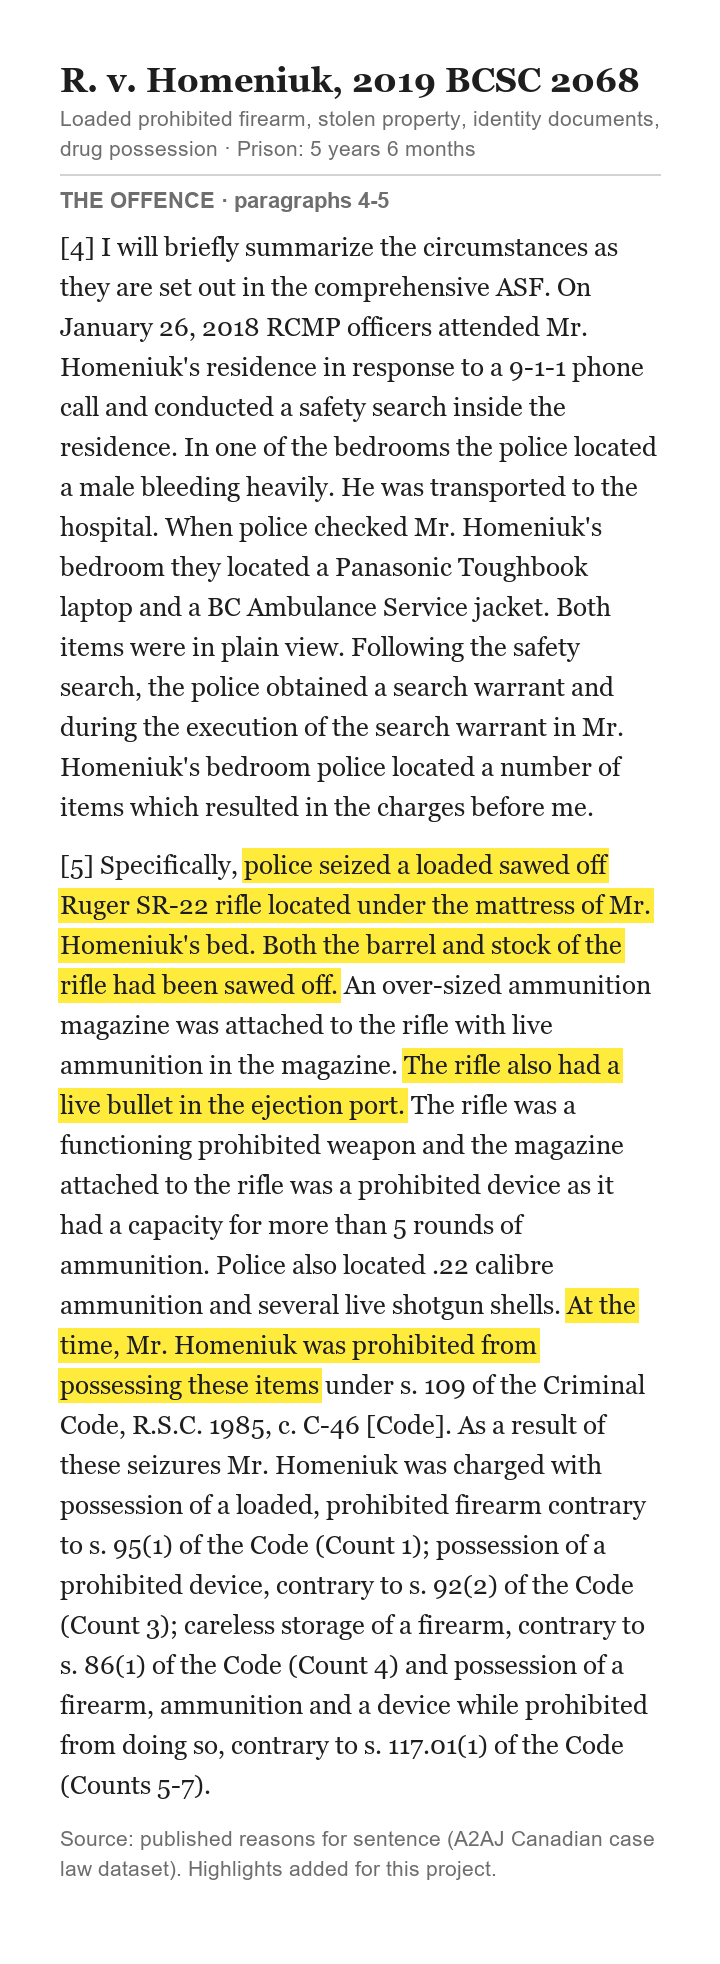 R. v. Homeniuk, 2019 BCSC 2068
Loaded prohibited firearm, stolen property, identity documents,
drug possession · Prison: 5 years 6 months
THE OFFENCE · paragraphs 4-5
[4] I will briefly summarize the circumstances as
they are set out in the comprehensive ASF. On
January 26, 2018 RCMP officers attended Mr.
Homeniuk's residence in response to a 9-1-1 phone
call and conducted a safety search inside the
residence. In one of the bedrooms the police located
a male bleeding heavily. He was transported to the
hospital. When police checked Mr. Homeniuk's
bedroom they located a Panasonic Toughbook
laptop and a BC Ambulance Service jacket. Both
items were in plain view. Following the safety
search, the police obtained a search warrant and
during the execution of the search warrant in Mr.
Homeniuk's bedroom police located a number of
items which resulted in the charges before me.
[5] Specifically, police seized a loaded sawed off
Ruger SR-22 rifle located under the mattress of Mr.
Homeniuk's bed. Both the barrel and stock of the
rifle had been sawed off. An over-sized ammunition
magazine was attached to the rifle with live
ammunition in the magazine. The rifle also had a
live bullet in the ejection port. The rifle was a
functioning prohibited weapon and the magazine
attached to the rifle was a prohibited device as it
had a capacity for more than 5 rounds of
ammunition. Police also located .22 calibre
ammunition and several live shotgun shells. At the
time, Mr. Homeniuk was prohibited from
possessing these items under s. 109 of the Criminal
Code, R.S.C. 1985, c. C-46 [Code]. As a result of
these seizures Mr. Homeniuk was charged with
possession of a loaded, prohibited firearm contrary
to s. 95(1) of the Code (Count 1); possession of a
prohibited device, contrary to s. 92(2) of the Code
(Count 3); careless storage of a firearm, contrary to
s. 86(1) of the Code (Count 4) and possession of a
firearm, ammunition and a device while prohibited
from doing so, contrary to s. 117.01(1) of the Code
(Counts 5-7).
Source: published reasons for sentence (A2AJ Canadian case
law dataset). Highlights added for this project.